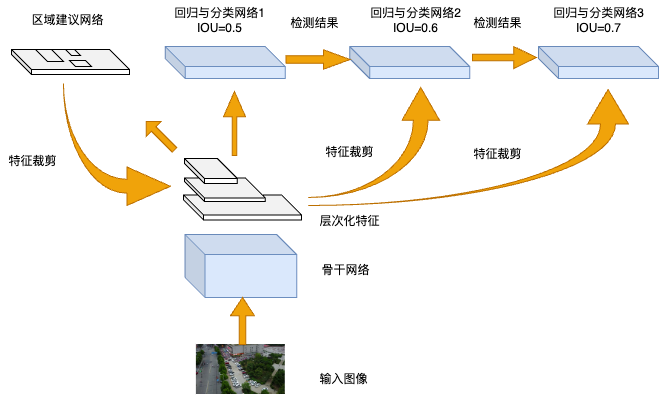 区域建议网络
回归与分类网络1
IOU=0.5
检测结果
回归与分类网络2
IOU=0.6
检测结果
回归与分类网络3
IOU=0.7
特征裁剪
特征裁剪
特征裁剪
层次化特征
骨干网络
输入图像